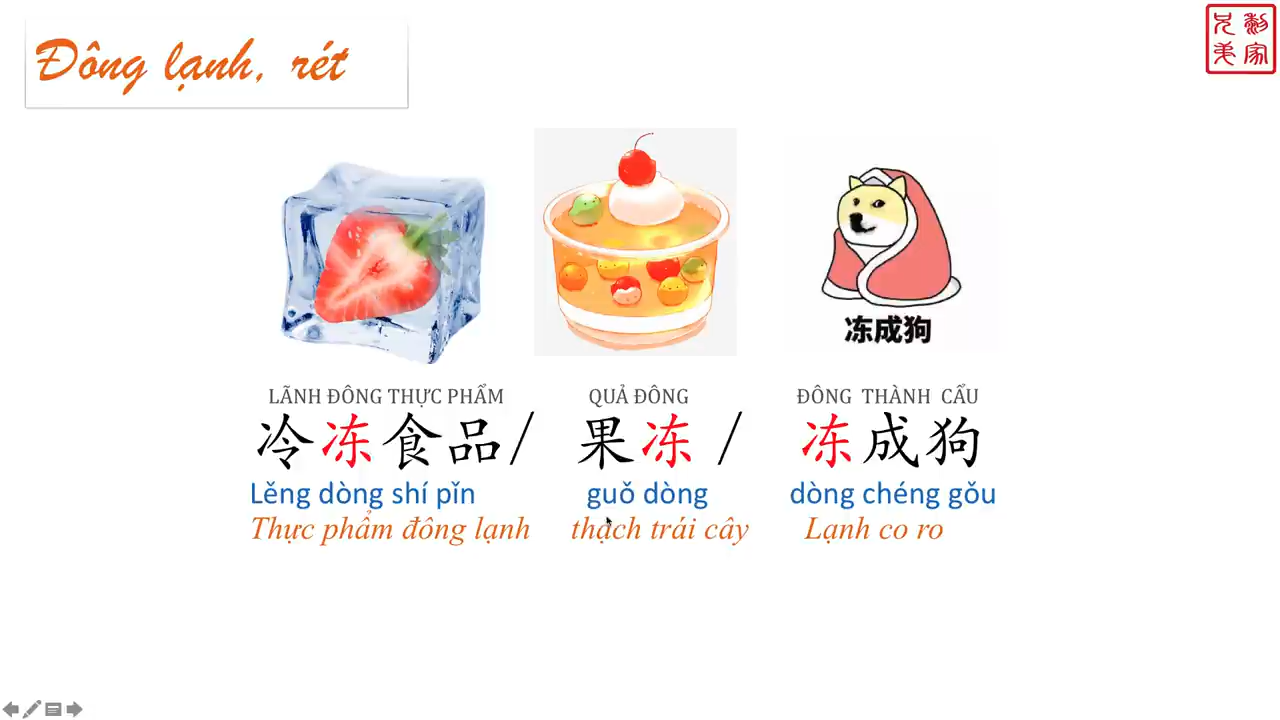 Đông lạnh, rét
冻成狗
LÃNH ĐÔNG THỰC PHẨM QUẢ ĐÔNG ĐÔNG THÀNH CẨU
冷冻食品/ 果冻 / 冻成狗
Lěng dòng shí pǐn guǒ dòng dòng chéng gǒu
Thực phẩm đông lạnh thạch trái cây Lạnh co ro